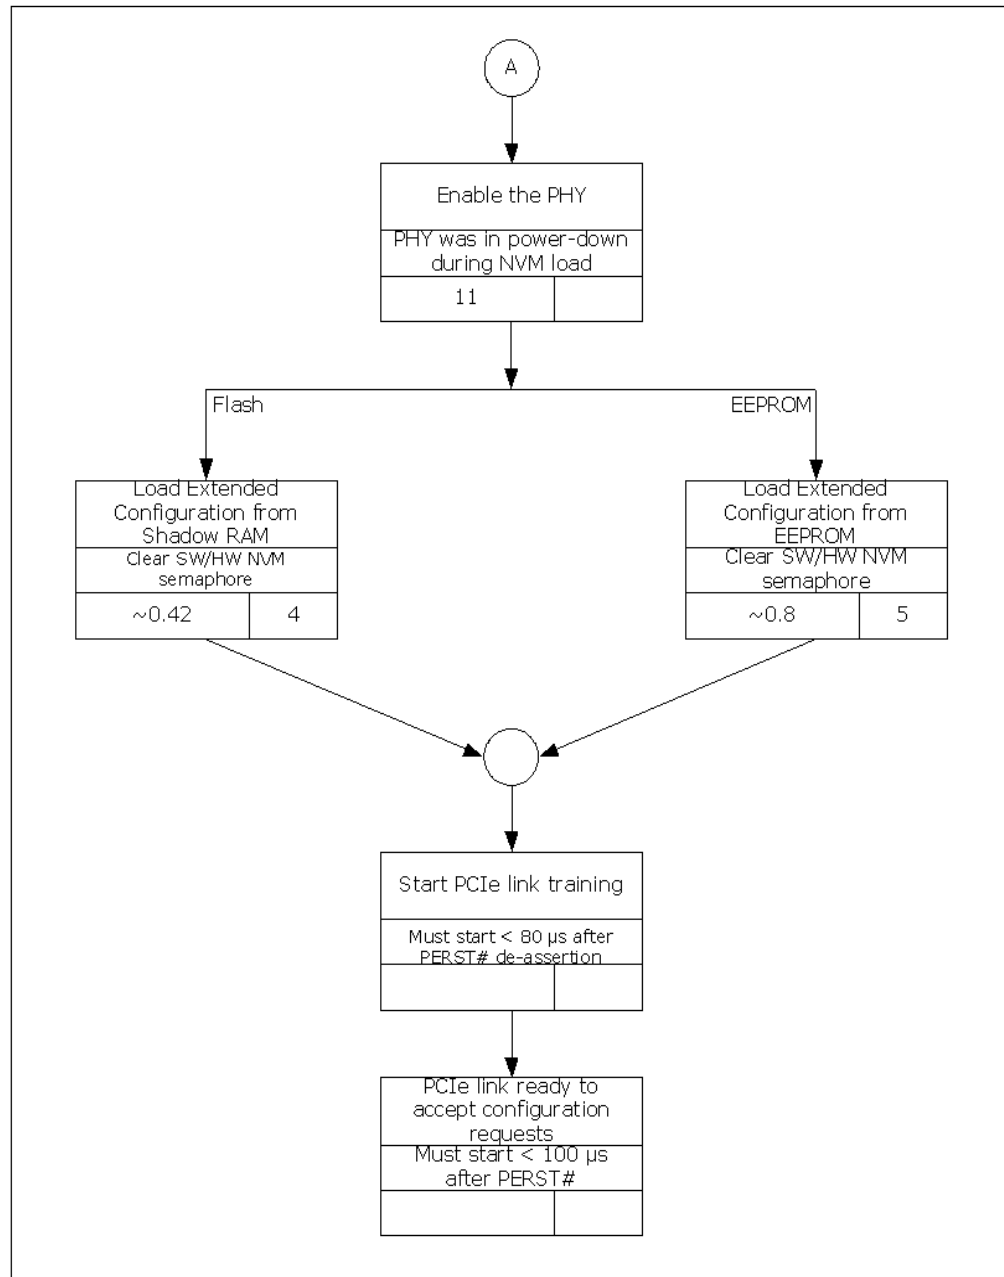 A
Enable the PHY
PHY was in power-down
during NVM load
11
Flash
EEPROM
Load Extended
Configuration from
Shadow RAM
Clear SW/HW NVM
semaphore
~0.42
4
Load Extended
Configuration from
EEPROM
Clear SW/HW NVM
semaphore
~0.8
5
Start PCIe link training
Must start < 80 µs after
PERST# de-assertion
PCIe link ready to
accept configuration
requests
Must start < 100 µs
after PERST#